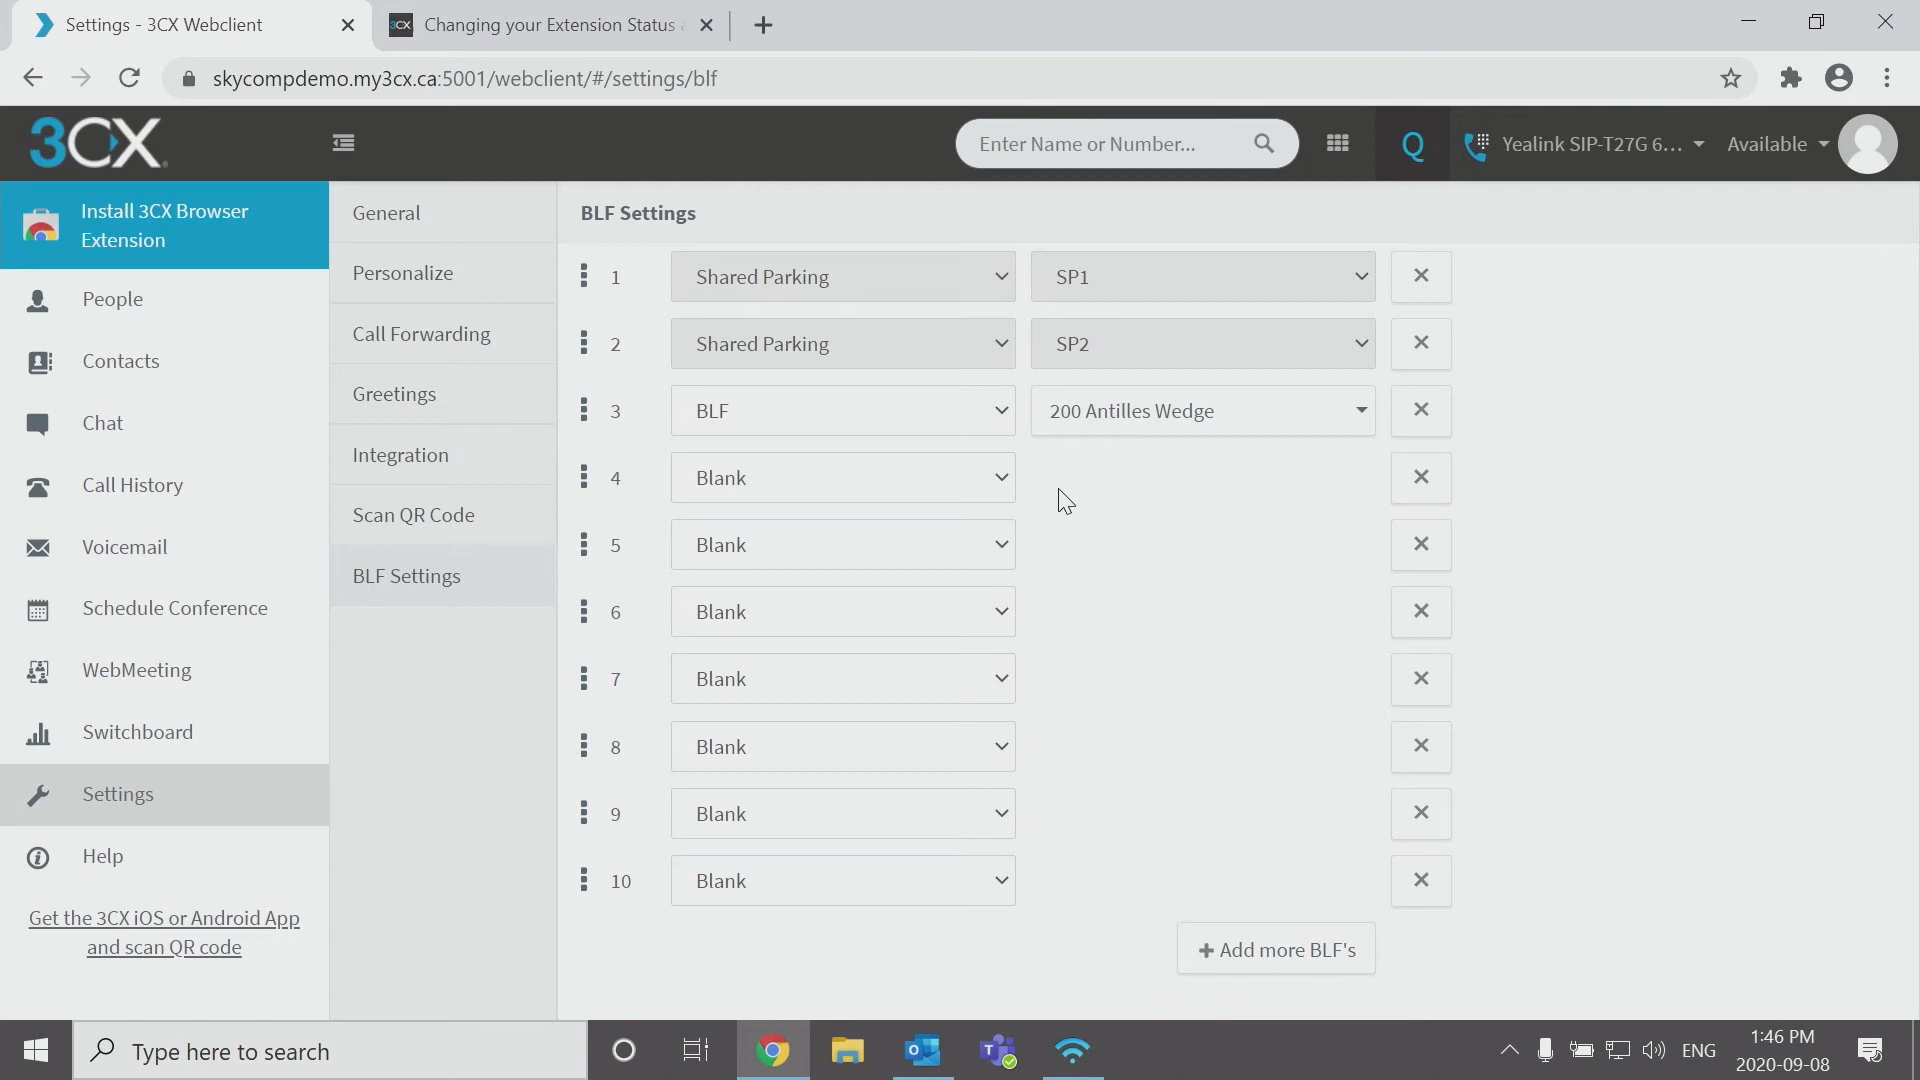 Settings - 3CX Webclient
3CX
Changing your Extension Status
skycompdemo.my3cx.ca:5001/webclient/#/settings/blf
3CX
Enter Name or Number...
Q
Yealink SIP-T27G 6...
Available
Install 3CX Browser
Extension
People
Contacts
Chat
Call History
Voicemail
Schedule Conference
WebMeeting
Switchboard
Settings
Help
Get the 3CX iOS or Android App
and scan QR code
General
Personalize
Call Forwarding
Greetings
Integration
Scan QR Code
BLF Settings
BLF Settings
1 Shared Parking SP1
2 Shared Parking SP2
3 BLF 200 Antilles Wedge
4 Blank
5 Blank
6 Blank
7 Blank
8 Blank
9 Blank
10 Blank
+ Add more BLF's
Type here to search
ENG
1:46 PM
2020-09-08